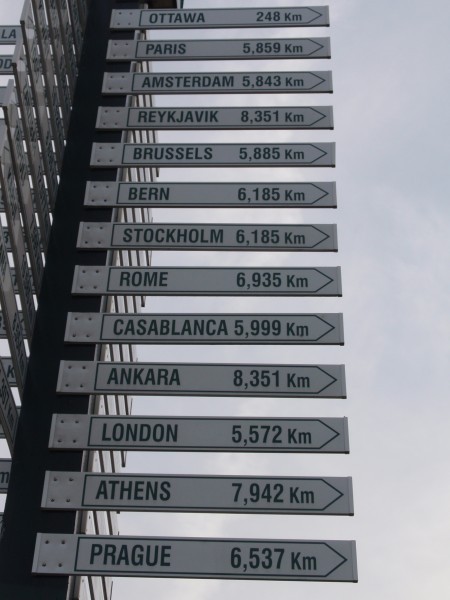 OTTAWA 248 Km
PARIS 5,859 Km
AMSTERDAM 5,843 Km
REYKJAVIK 8,351 Km
BRUSSELS 5,885 Km
BERN 6,185 Km
STOCKHOLM 6,185 Km
ROME 6,935 Km
CASABLANCA 5,999 Km
ANKARA 8,351 Km
LONDON 5,572 Km
ATHENS 7,942 Km
PRAGUE 6,537 Km